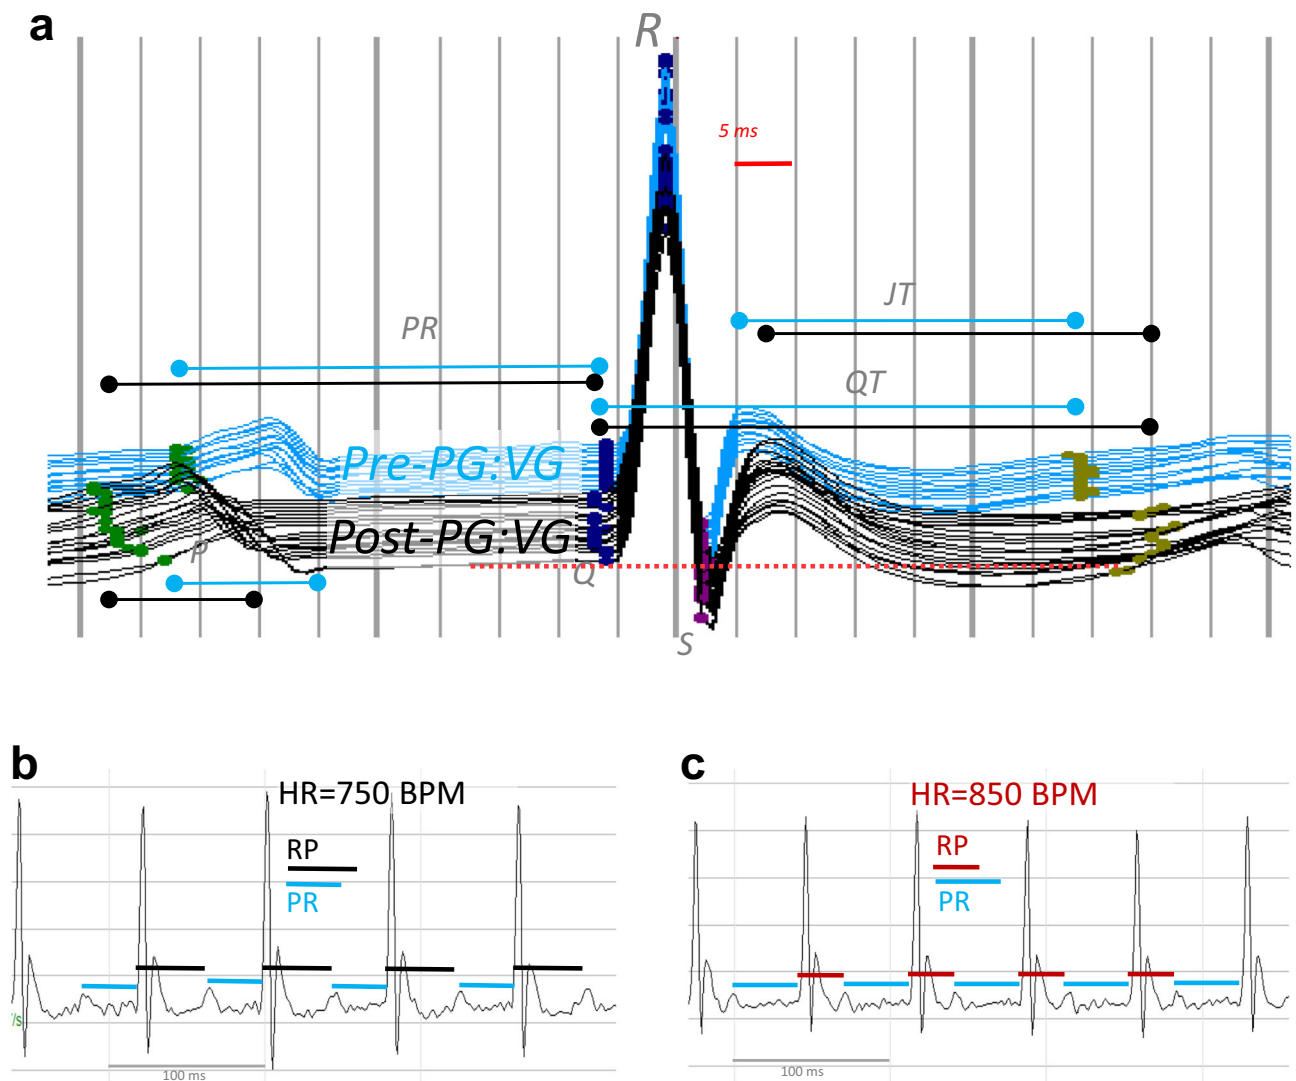 a
R
5 ms
JT
PR
QT
Pre-PG:VG
Post-PG:VG
P
Q
S
b
HR=750 BPM
RP
PR
/s
100 ms
c
HR=850 BPM
RP
PR
100 ms